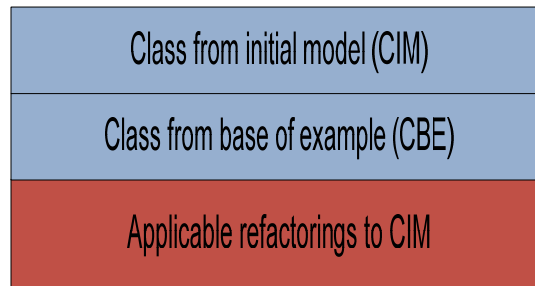 Class from initial model (CIM)
Class from base of example (CBE)
Applicable refactorings to CIM